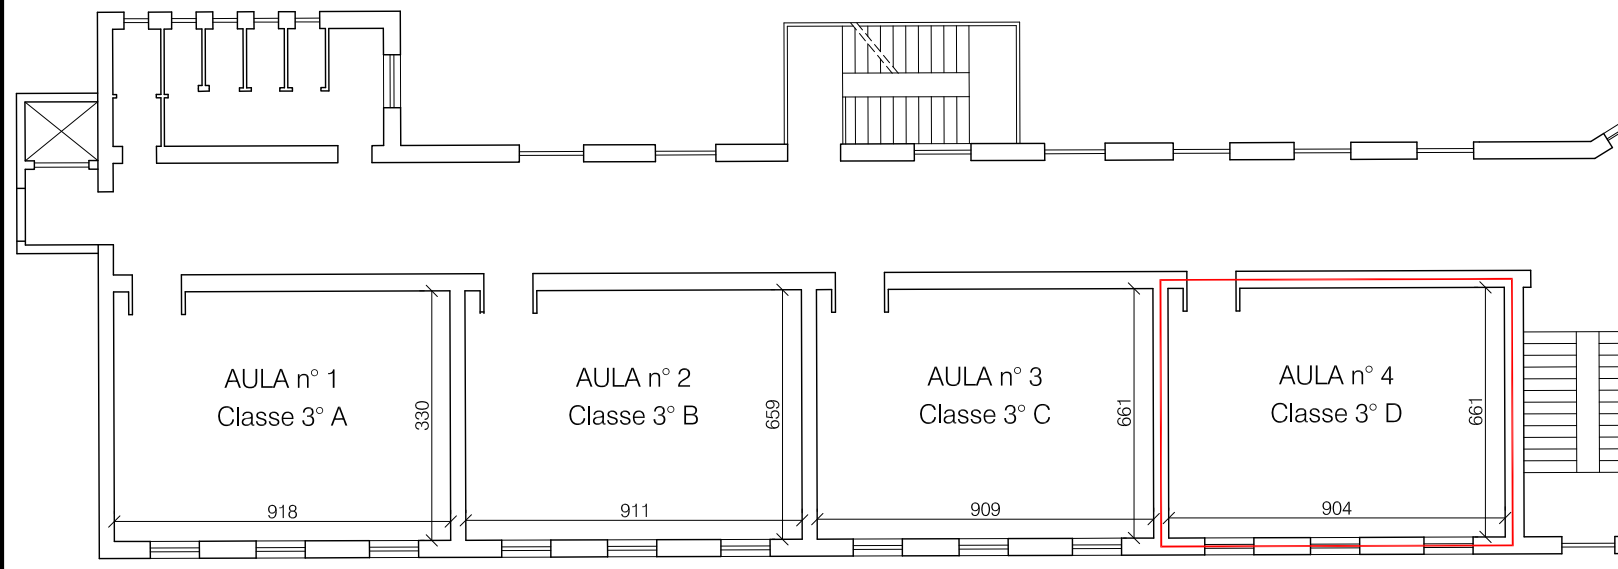 AULA n° 1
Classe 3° A
330
918
AULA n° 2
Classe 3° B
659
911
AULA n° 3
Classe 3° C
661
909
AULA n° 4
Classe 3° D
661
904